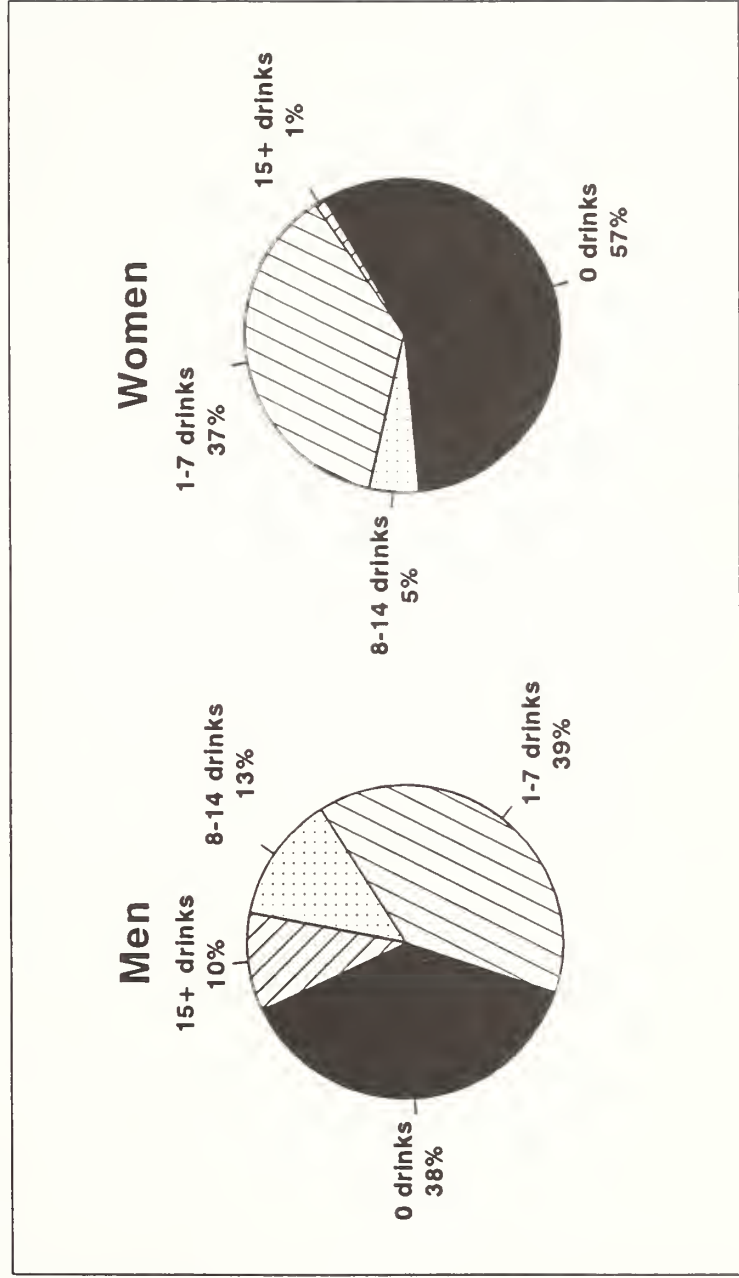 Men
15+ drinks
10%
8-14 drinks
13%
0 drinks
38%
1-7 drinks
39%
Women
1-7 drinks
37%
15+ drinks
1%
8-14 drinks
5%
0 drinks
57%